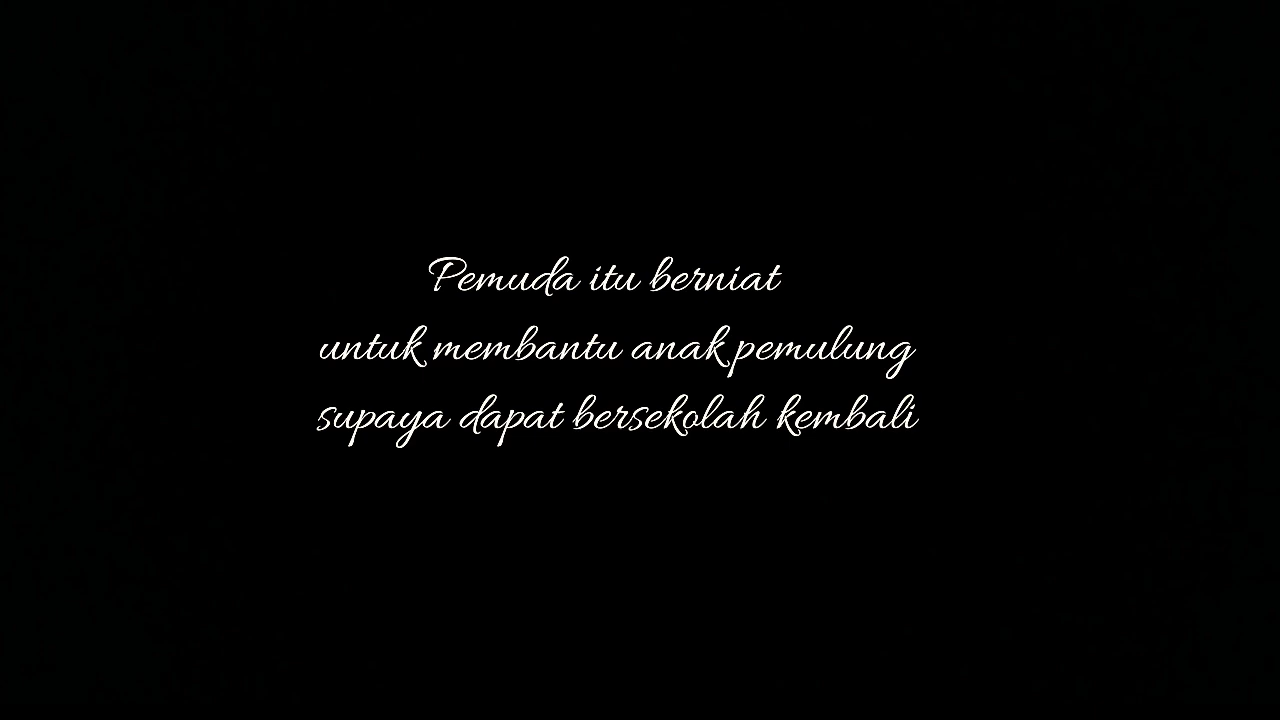 Pemuda itu berniat
untuk membantu anak pemulung
supaya dapat bersekolah kembali